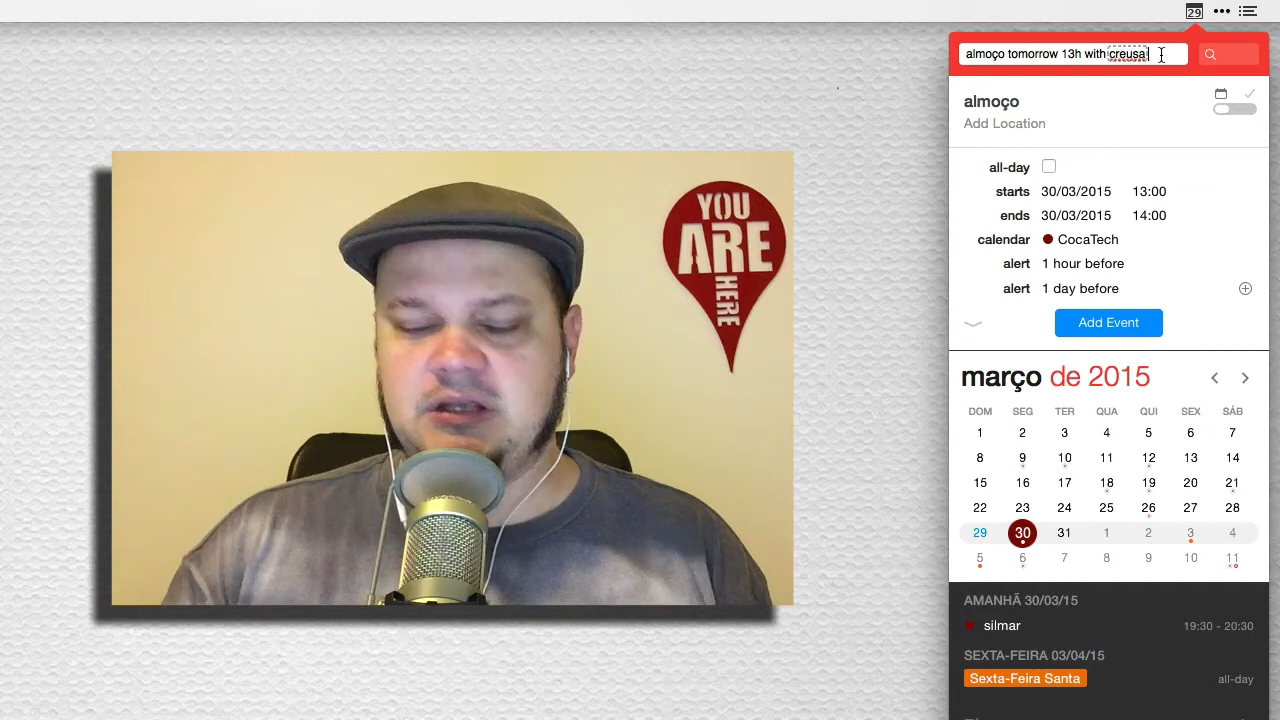 29
almoço tomorrow 13h with creusa
almoço
Add Location
all-day
starts 30/03/2015 13:00
ends 30/03/2015 14:00
calendar CocaTech
alert 1 hour before
alert 1 day before
Add Event
março de 2015
DOM SEG TER QUA QUI SEX SÁB
1 2 3 4 5 6 7
8 9 10 11 12 13 14
15 16 17 18 19 20 21
22 23 24 25 26 27 28
29 30 31 1 2 3 4
5 6 7 8 9 10 11
AMANHÃ 30/03/15
silmar 19:30 - 20:30
SEXTA-FEIRA 03/04/15
Sexta-Feira Santa all-day
YOU
ARE
HERE